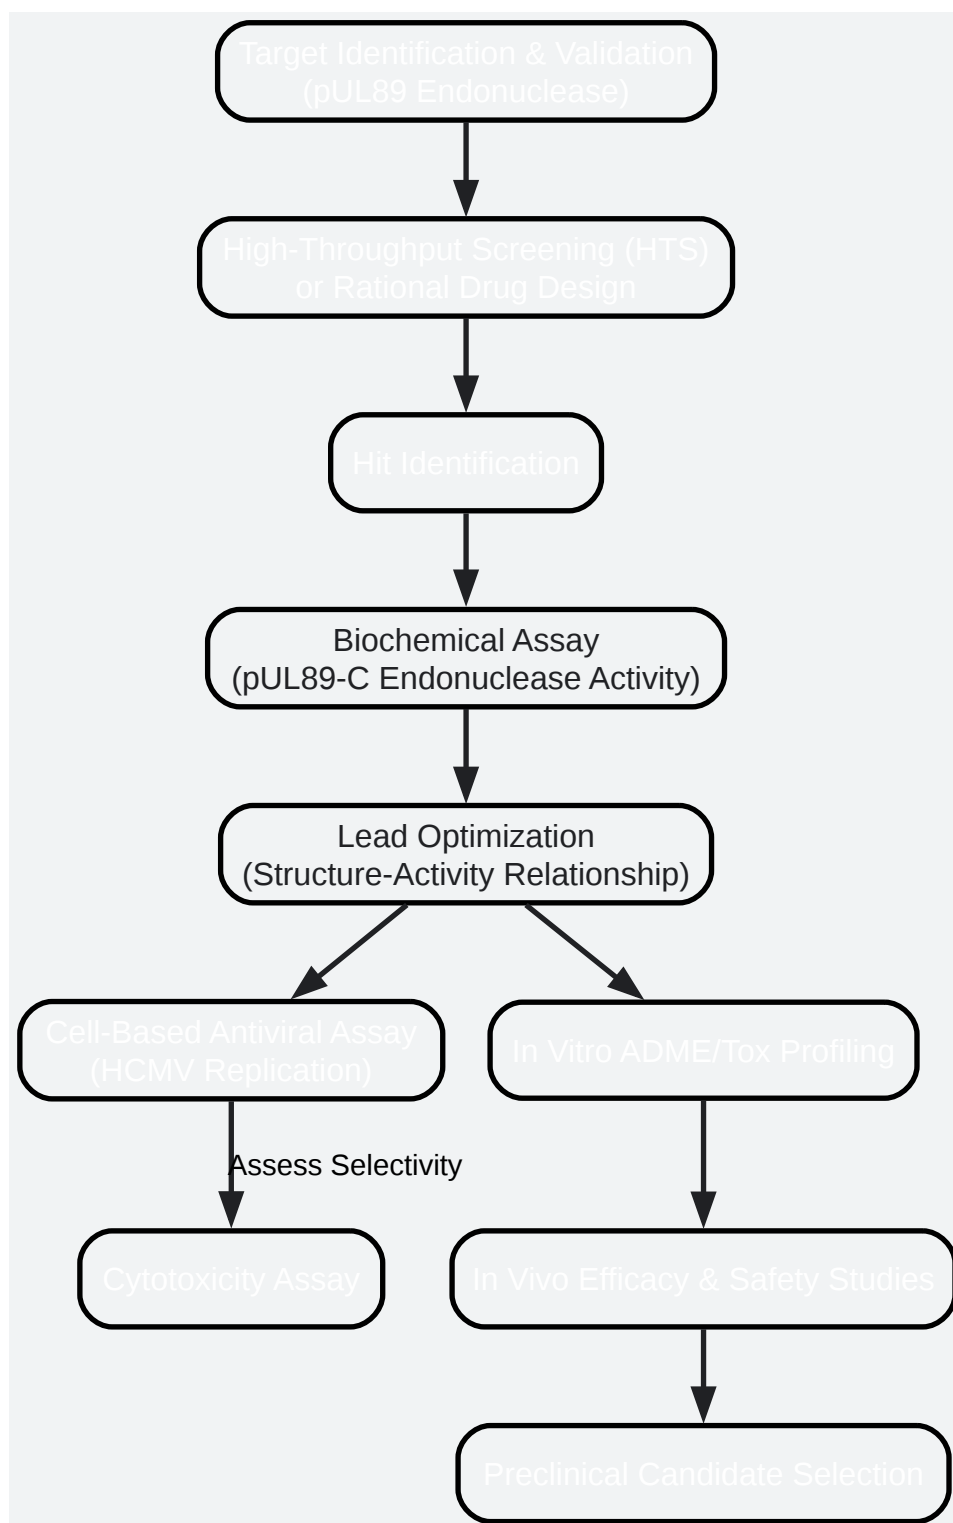 Target Identification & Validation
(pUL89 Endonuclease)
High-Throughput Screening (HTS)
or Rational Drug Design
Hit Identification
Biochemical Assay
(pUL89-C Endonuclease Activity)
Lead Optimization
(Structure-Activity Relationship)
Cell-Based Antiviral Assay
(HCMV Replication)
In Vitro ADME/Tox Profiling
Assess Selectivity
Cytotoxicity Assay
In Vivo Efficacy & Safety Studies
Preclinical Candidate Selection